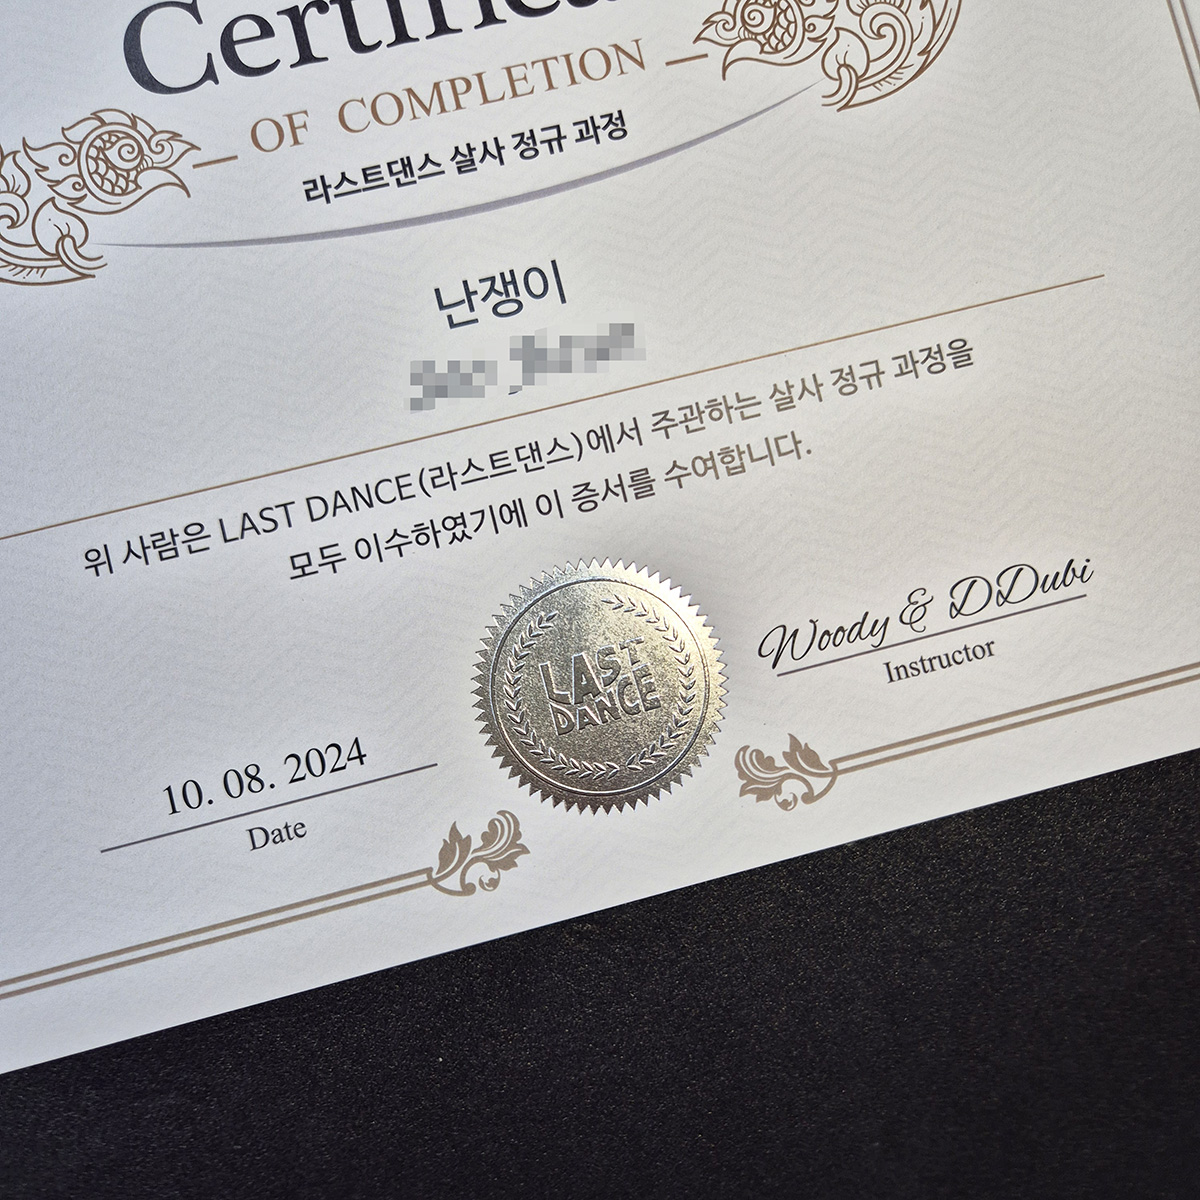 Certifica
OF COMPLETION
라스트댄스 살사 정규 과정
난쟁이
위 사람은 LAST DANCE(라스트댄스)에서 주관하는 살사 정규 과정을
모두 이수하였기에 이 증서를 수여합니다.
Woody & DDubi
Instructor
LAST
DANCE
10. 08. 2024
Date